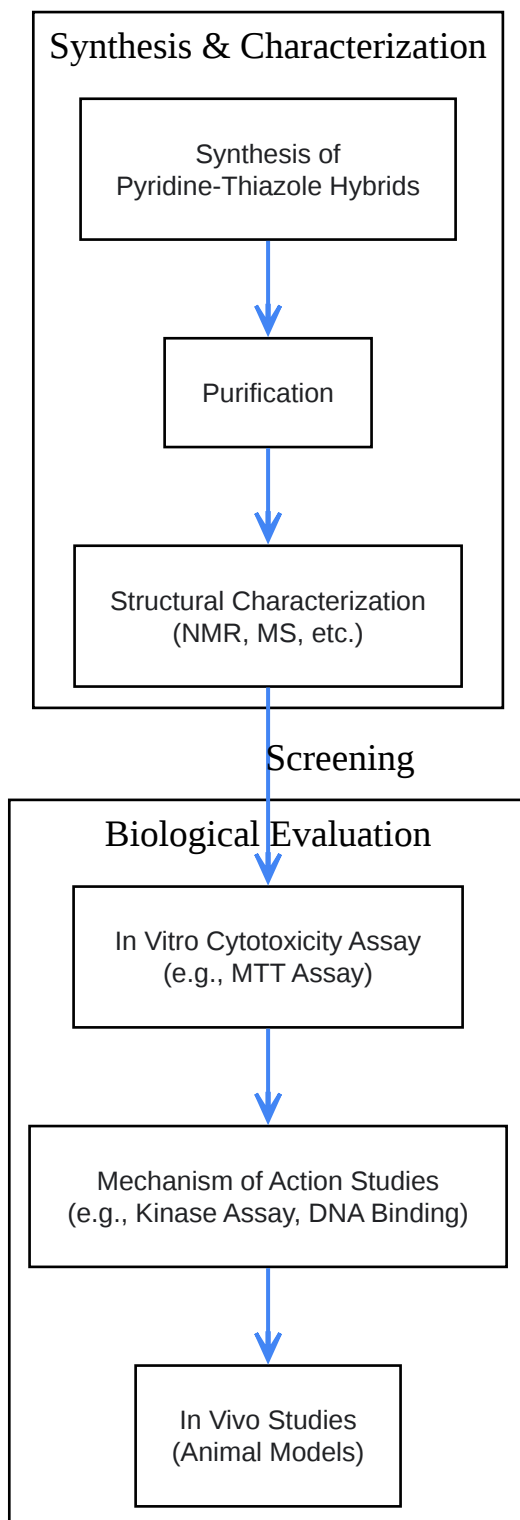 Synthesis & Characterization
Synthesis of
Pyridine-Thiazole Hybrids
Purification
Structural Characterization
(NMR, MS, etc.)
Screening
Biological Evaluation
In Vitro Cytotoxicity Assay
(e.g., MTT Assay)
Mechanism of Action Studies
(e.g., Kinase Assay, DNA Binding)
In Vivo Studies
(Animal Models)